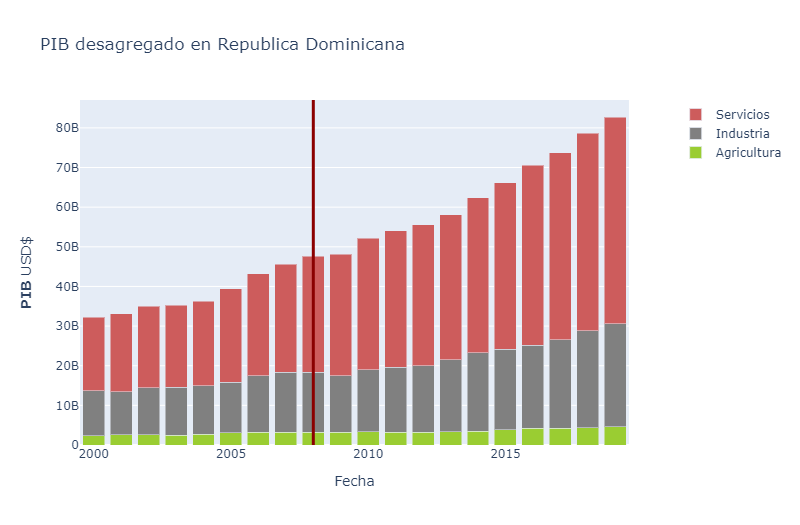 PIB desagregado en Republica Dominicana
Servicios
Industria
Agricultura
80B
70B
60B
50B
40B
30B
20B
10B
0
PIB USD$
2000
2005
2010
2015
Fecha